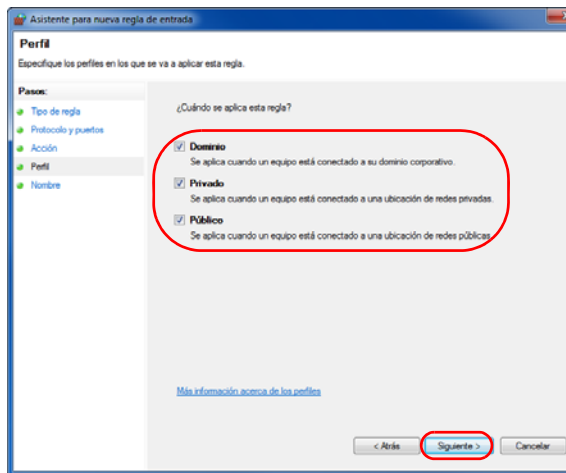 Asistente para nueva regla de entrada
Perfil
Especifique los perfiles en los que se va a aplicar esta regla.
Pasos:
Tipo de regla
Protocolo y puertos
Acción
Perfil
Nombre
¿Cuándo se aplica esta regla?
Dominio
Se aplica cuando un equipo está conectado a su dominio corporativo.
Privado
Se aplica cuando un equipo está conectado a una ubicación de redes privadas.
Público
Se aplica cuando un equipo está conectado a una ubicación de redes públicas.
Más información acerca de los perfiles
< Atrás Siguiente > Cancelar